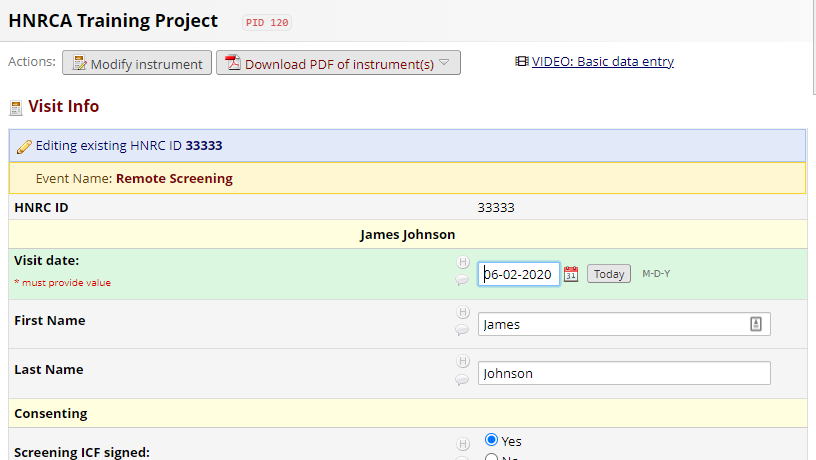 HNRCA Training Project PID 120
Actions: Modify instrument Download PDF of instrument(s) VIDEO: Basic data entry
Visit Info
Editing existing HNRC ID 33333
Event Name: Remote Screening
HNRC ID 33333
James Johnson
Visit date:
* must provide value
H
06-02-2020 31 Today M-D-Y
First Name H James
Last Name H Johnson
Consenting
Screening ICF signed: H Yes
No